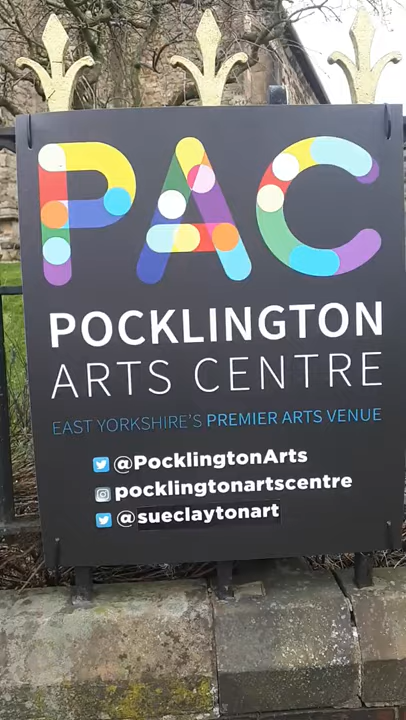 PAC
POCKLINGTON
ARTS CENTRE
EAST YORKSHIRE'S PREMIER ARTS VENUE
@PocklingtonArts
pocklingtonartscentre
@sueclaytonart